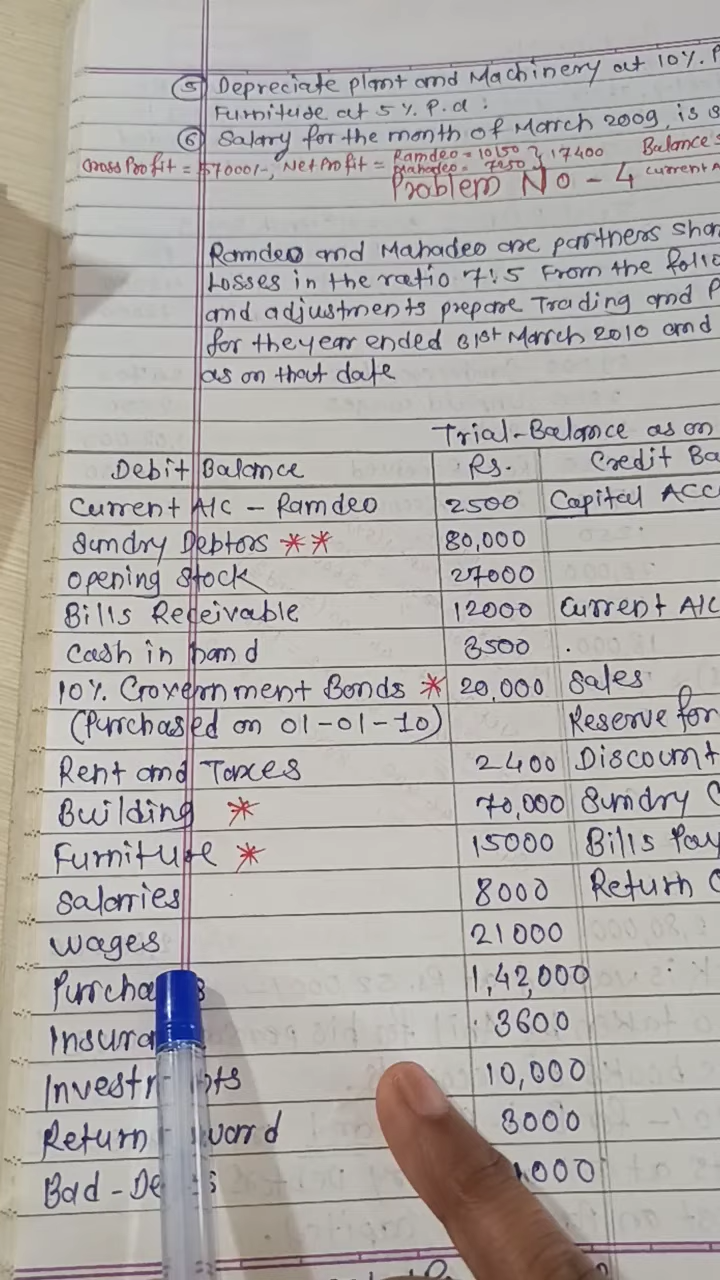 ⑤ Depreciate plant and Machinery at 10%.
Furniture at 5%. P.a.
⑥ Salary for the month of March 2009, is
Gross Profit = 57000/-, Net Profit = Ramdeo = 10150 Mahadeo = 7250 } 17400 Balance
Problem No - 4 current A
Ramdeo and Mahadeo are partners
Losses in the ratio 7:5 From the
and adjustments prepare Trading and P
for the year ended 31st March 2010 and
as on that date
Trial-Balance as on
Debit Balance Rs. Credit Ba
Current A/C - Ramdeo 2500 Capital ACC
Sundry Debtors ** 80,000
Opening Stock 27000
Bills Receivable 12000 Current A/C
Cash in hand 3500
10%. Government Bonds * 20,000 Sales
(Purchased on 01-01-10) Reserve for
Rent and Taxes 2400 Discount
Building * 70,000 Sundry C
Furniture * 15000 Bills Pay
Salaries 8000 Return
Wages 21000
1,42,000
3600
10,000
Return 3000
Bad-